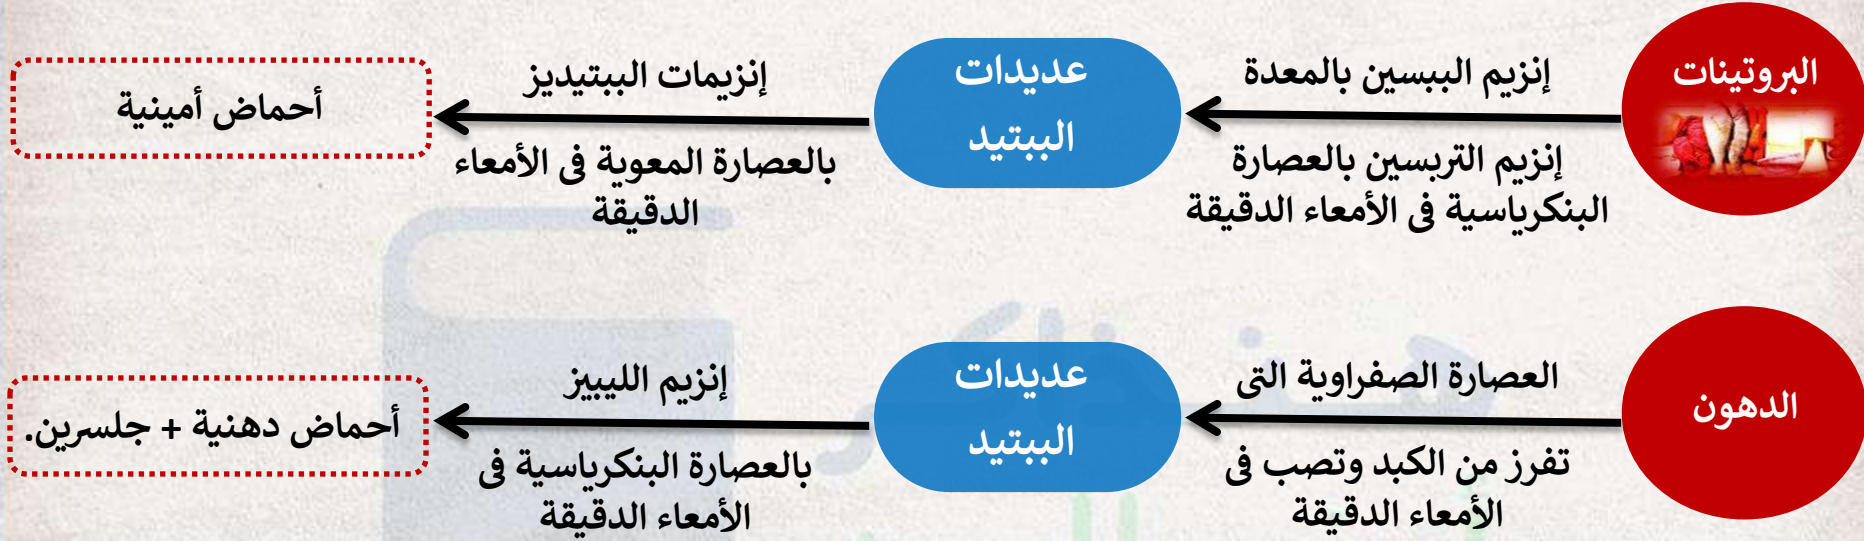 البروتينات
إنزيم الببسين بالمعدة
إنزيم التربسين بالعصارة
البنكرياسية فى الأمعاء الدقيقة
عديدات
الببتيد
إنزيمات الببتيديز
بالعصارة المعوية فى الأمعاء
الدقيقة
أحماض أمينية
الدهون
العصارة الصفراوية التى
تفرز من الكبد وتصب فى
الأمعاء الدقيقة
عديدات
الببتيد
إنزيم الليبيز
بالعصارة البنكرياسية فى
الأمعاء الدقيقة
أحماض دهنية + جلسرين.